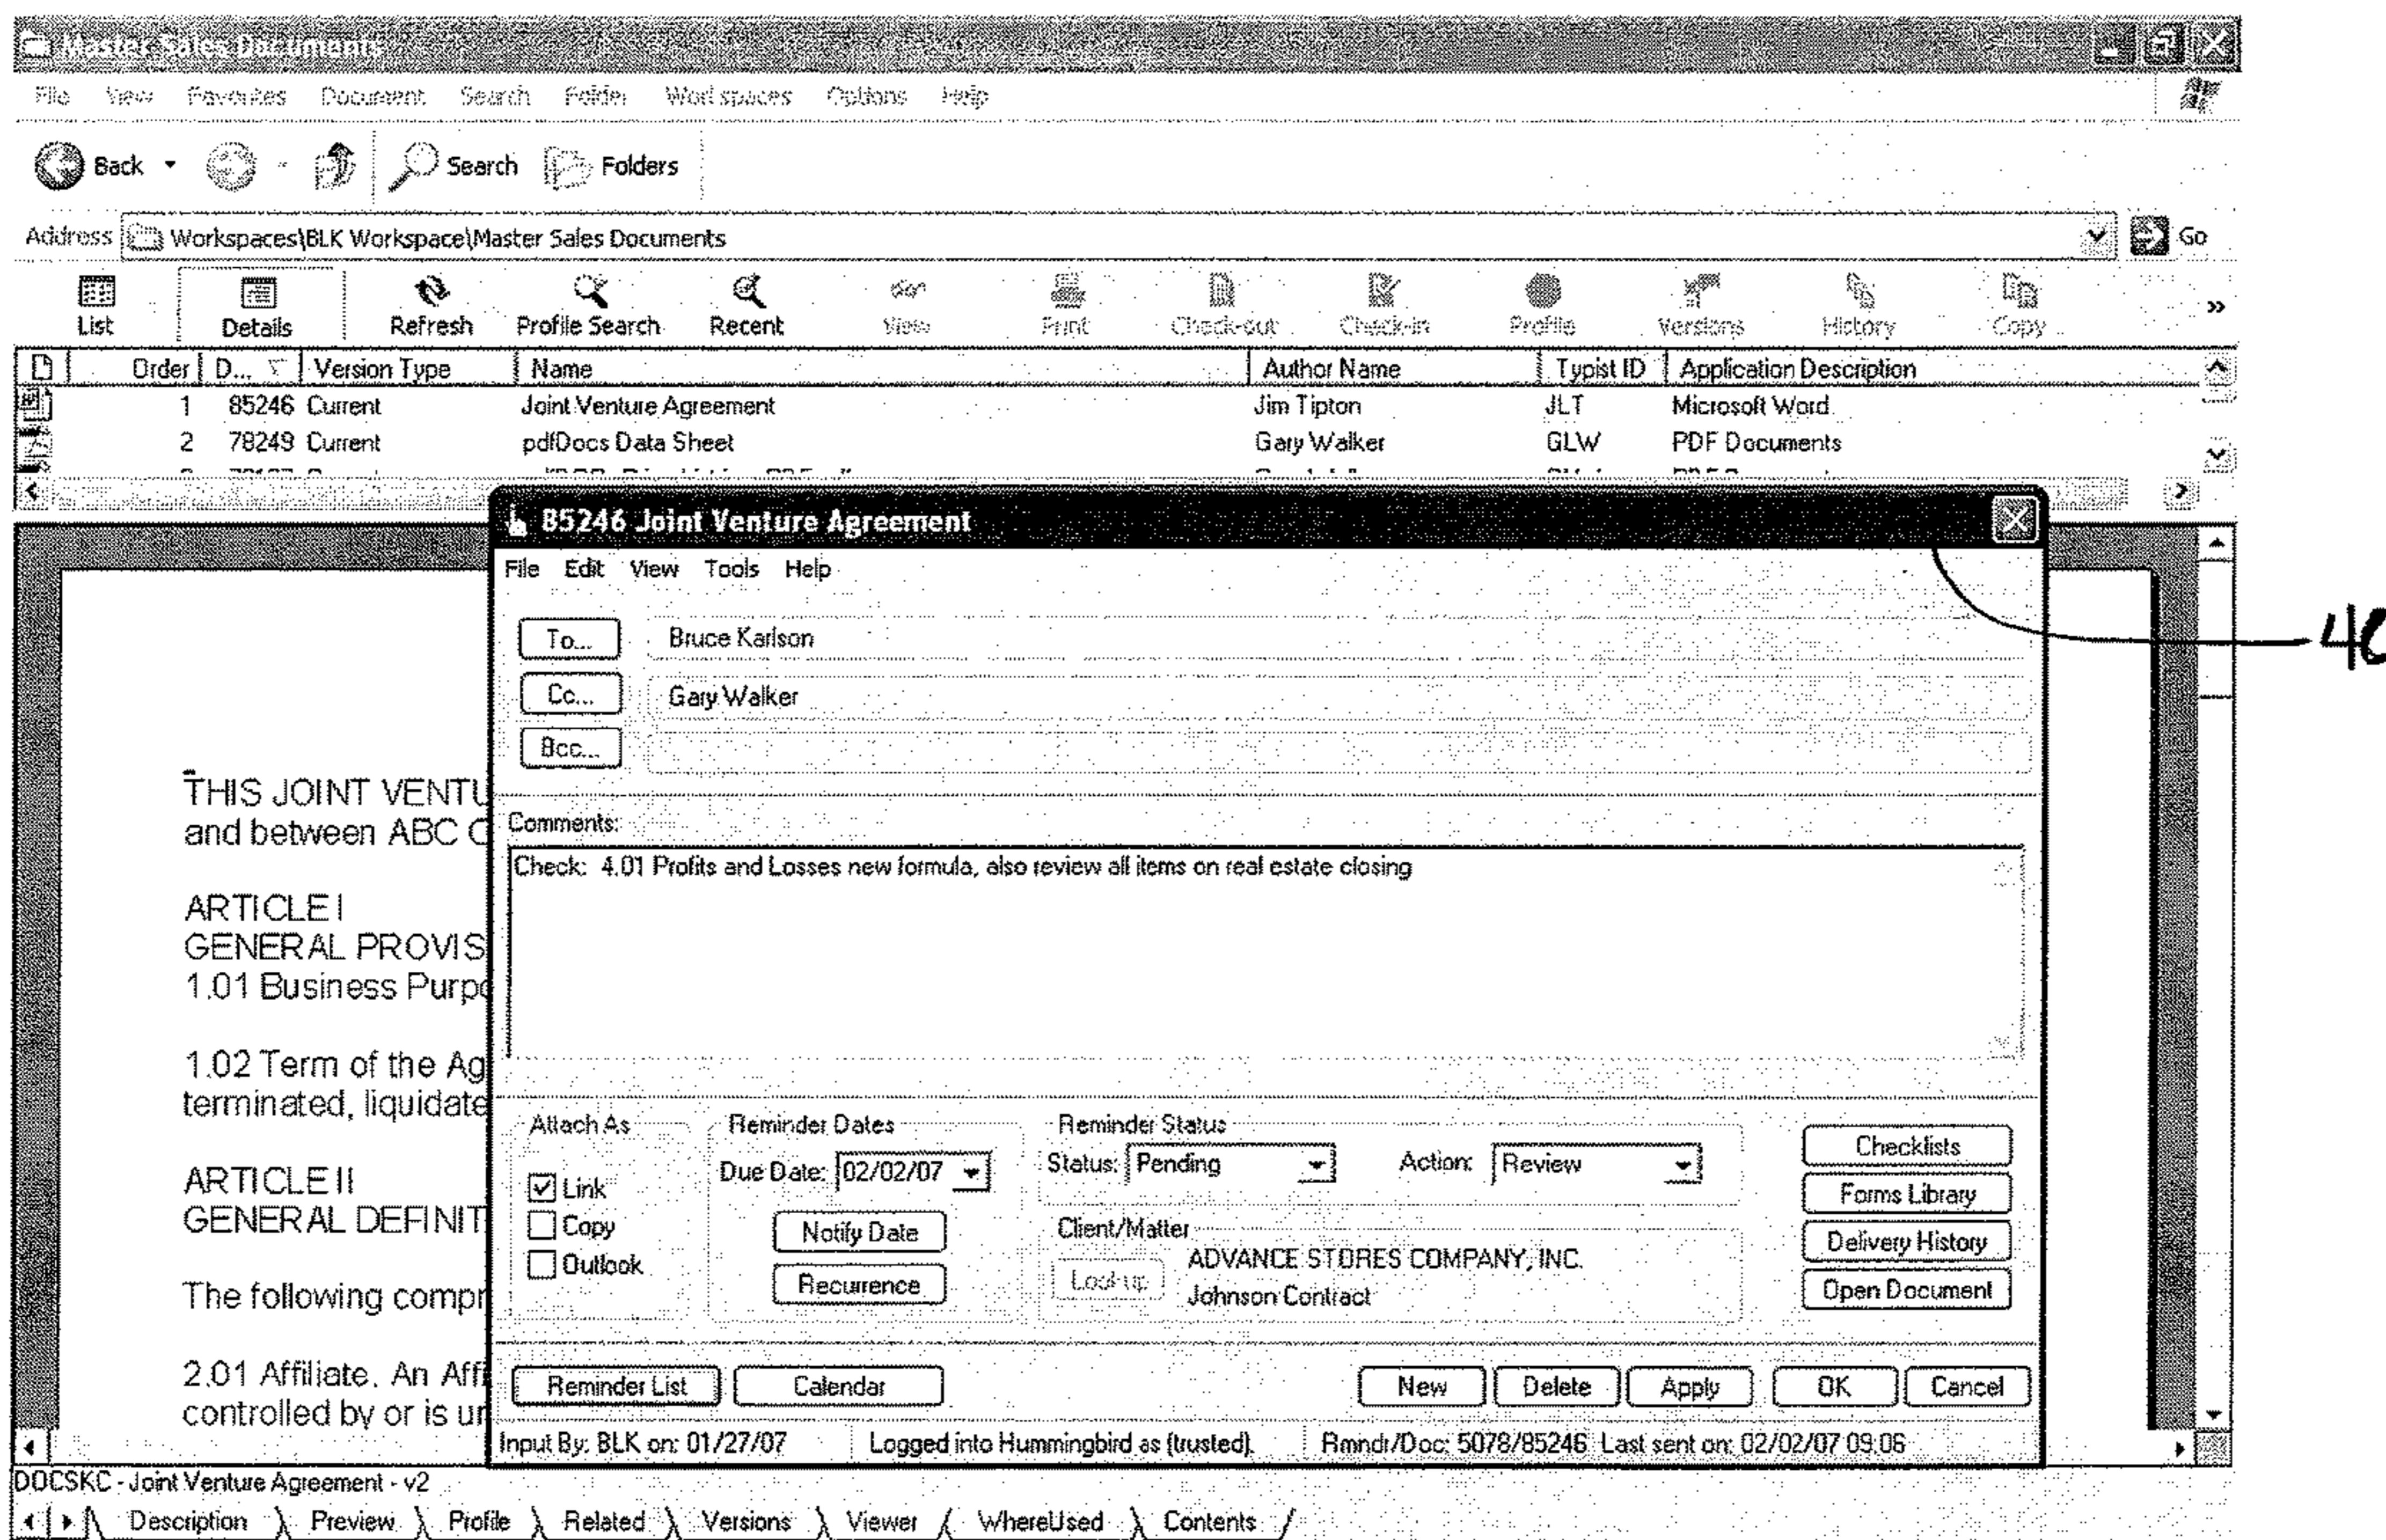 Master Sales Documents
File View Favorites Document Search Folder Workspaces Options Help
Back Search Folders
Address Workspaces\BLK Workspace\Master Sales Documents Go
List Details Refresh Profile Search Recent View Print Check-out Check-in Profile Versions History Copy »
Order D... Version Type Name Author Name Typist ID Application Description
1 85246 Current Joint Venture Agreement Jim Tipton JLT Microsoft Word
2 78249 Current pdfDocs Data Sheet Gary Walker GLW PDF Documents
85246 Joint Venture Agreement
File Edit View Tools Help
To... Bruce Karlson
Cc... Gary Walker
Bcc...
Comments:
Check: 4.01 Profits and Losses new formula, also review all items on real estate closing
Attach As
Link
Copy
Outlook
Reminder Dates
Due Date: 02/02/07
Notify Date
Recurrence
Reminder Status
Status: Pending Action: Review
Client/Matter
Lookup
ADVANCE STORES COMPANY, INC.
Johnson Contract
Checklists
Forms Library
Delivery History
Open Document
Reminder List Calendar New Delete Apply OK Cancel
Input By: BLK on: 01/27/07 Logged into Hummingbird as (trusted). Rmndr/Doc: 5078/85246 Last sent on: 02/02/07 09:06
THIS JOINT VENTU
and between ABC C
ARTICLE I
GENERAL PROVIS
1.01 Business Purpo
1.02 Term of the Ag
terminated, liquidate
ARTICLE II
GENERAL DEFINIT
The following compr
2.01 Affiliate. An Affi
controlled by or is un
DOCSKC - Joint Venture Agreement - v2
Description Preview Profile Related Versions Viewer WhereUsed Contents